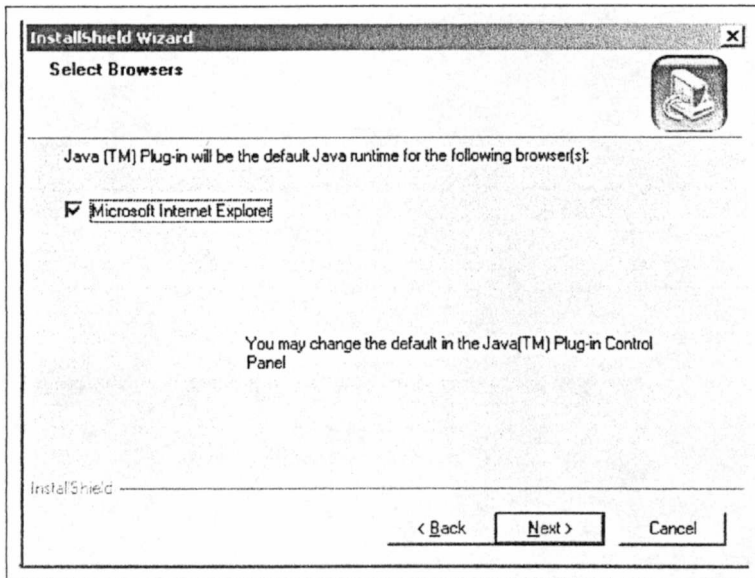 InstallShield Wizard
Select Browsers
Java (TM) Plug-in will be the default Java runtime for the following browser(s):
Microsoft Internet Explorer
You may change the default in the Java(TM) Plug-in Control
Panel
InstallShield
< Back
Next >
Cancel